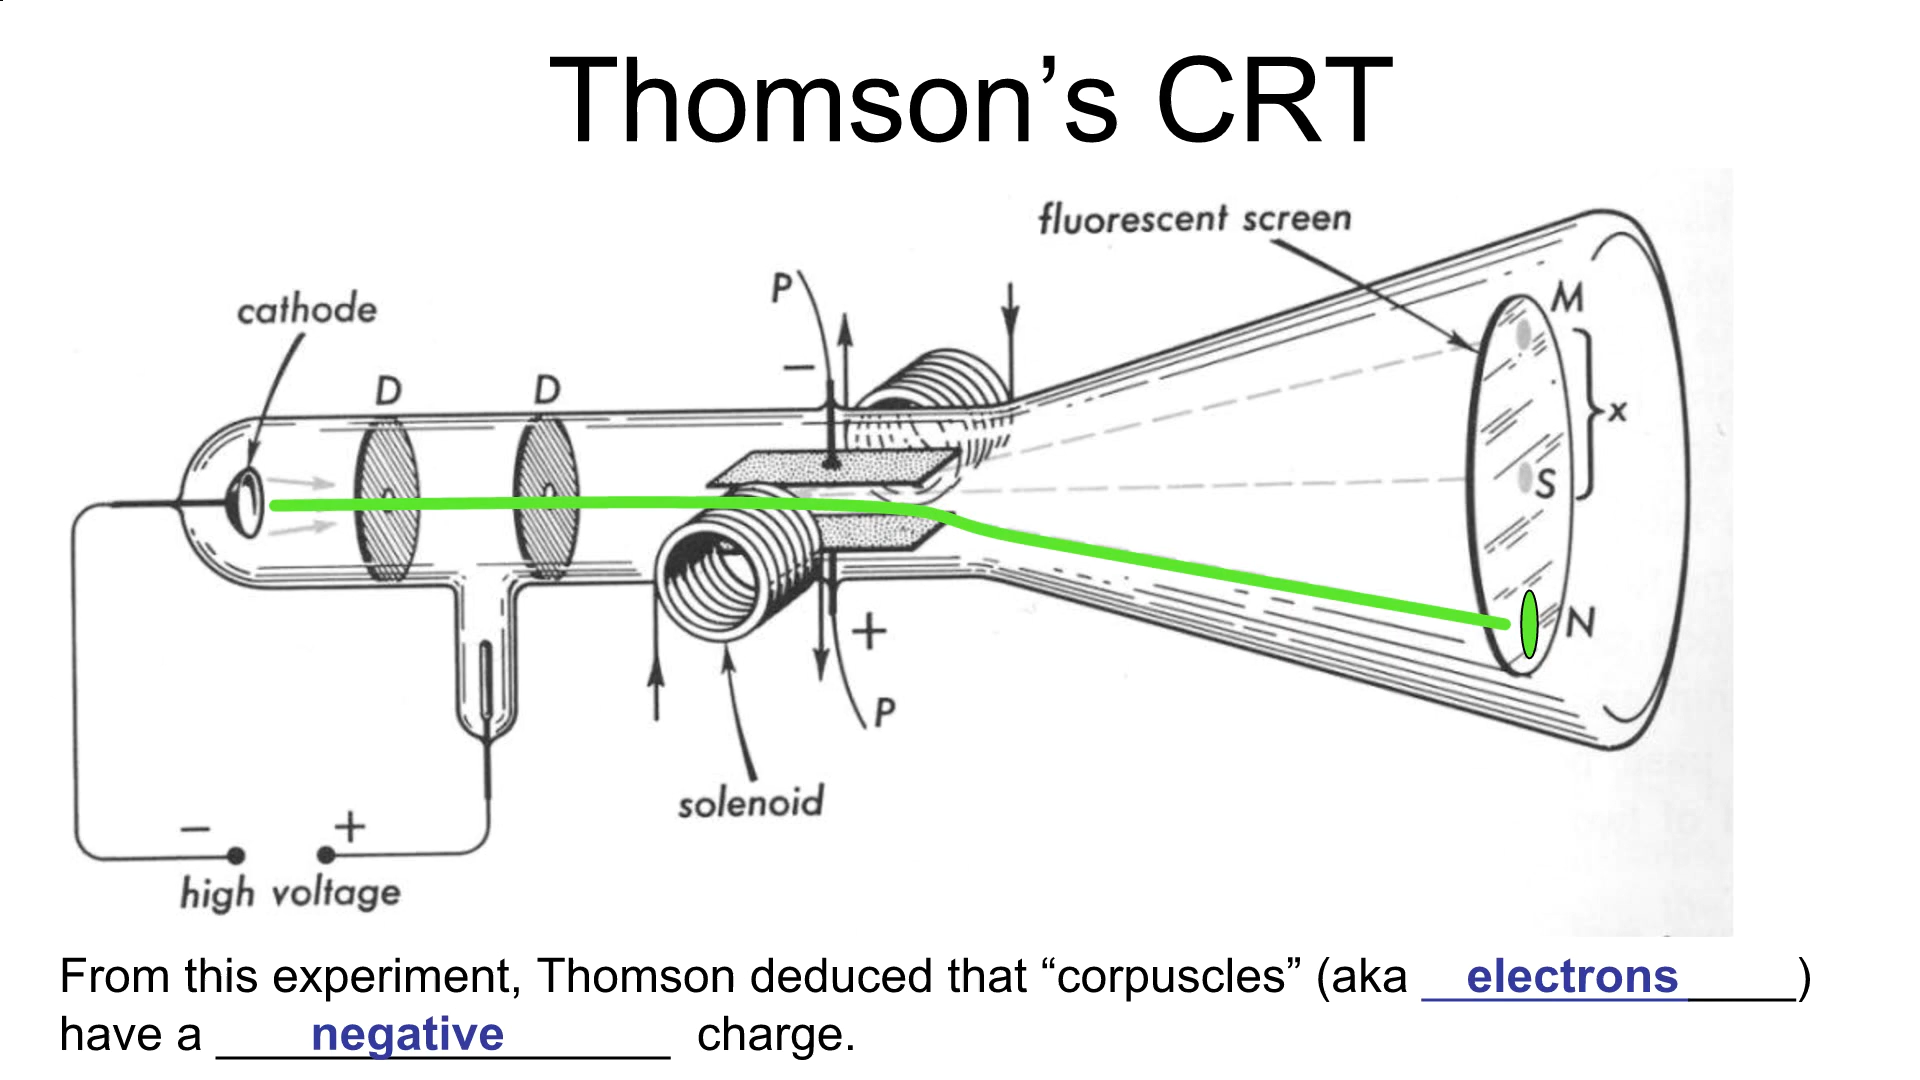 Thomson’s CRT
fluorescent screen
cathode
P
M
D
D
−
x
S
N
+
P
solenoid
− +
high voltage
From this experiment, Thomson deduced that “corpuscles” (aka electrons)
have a negative charge.